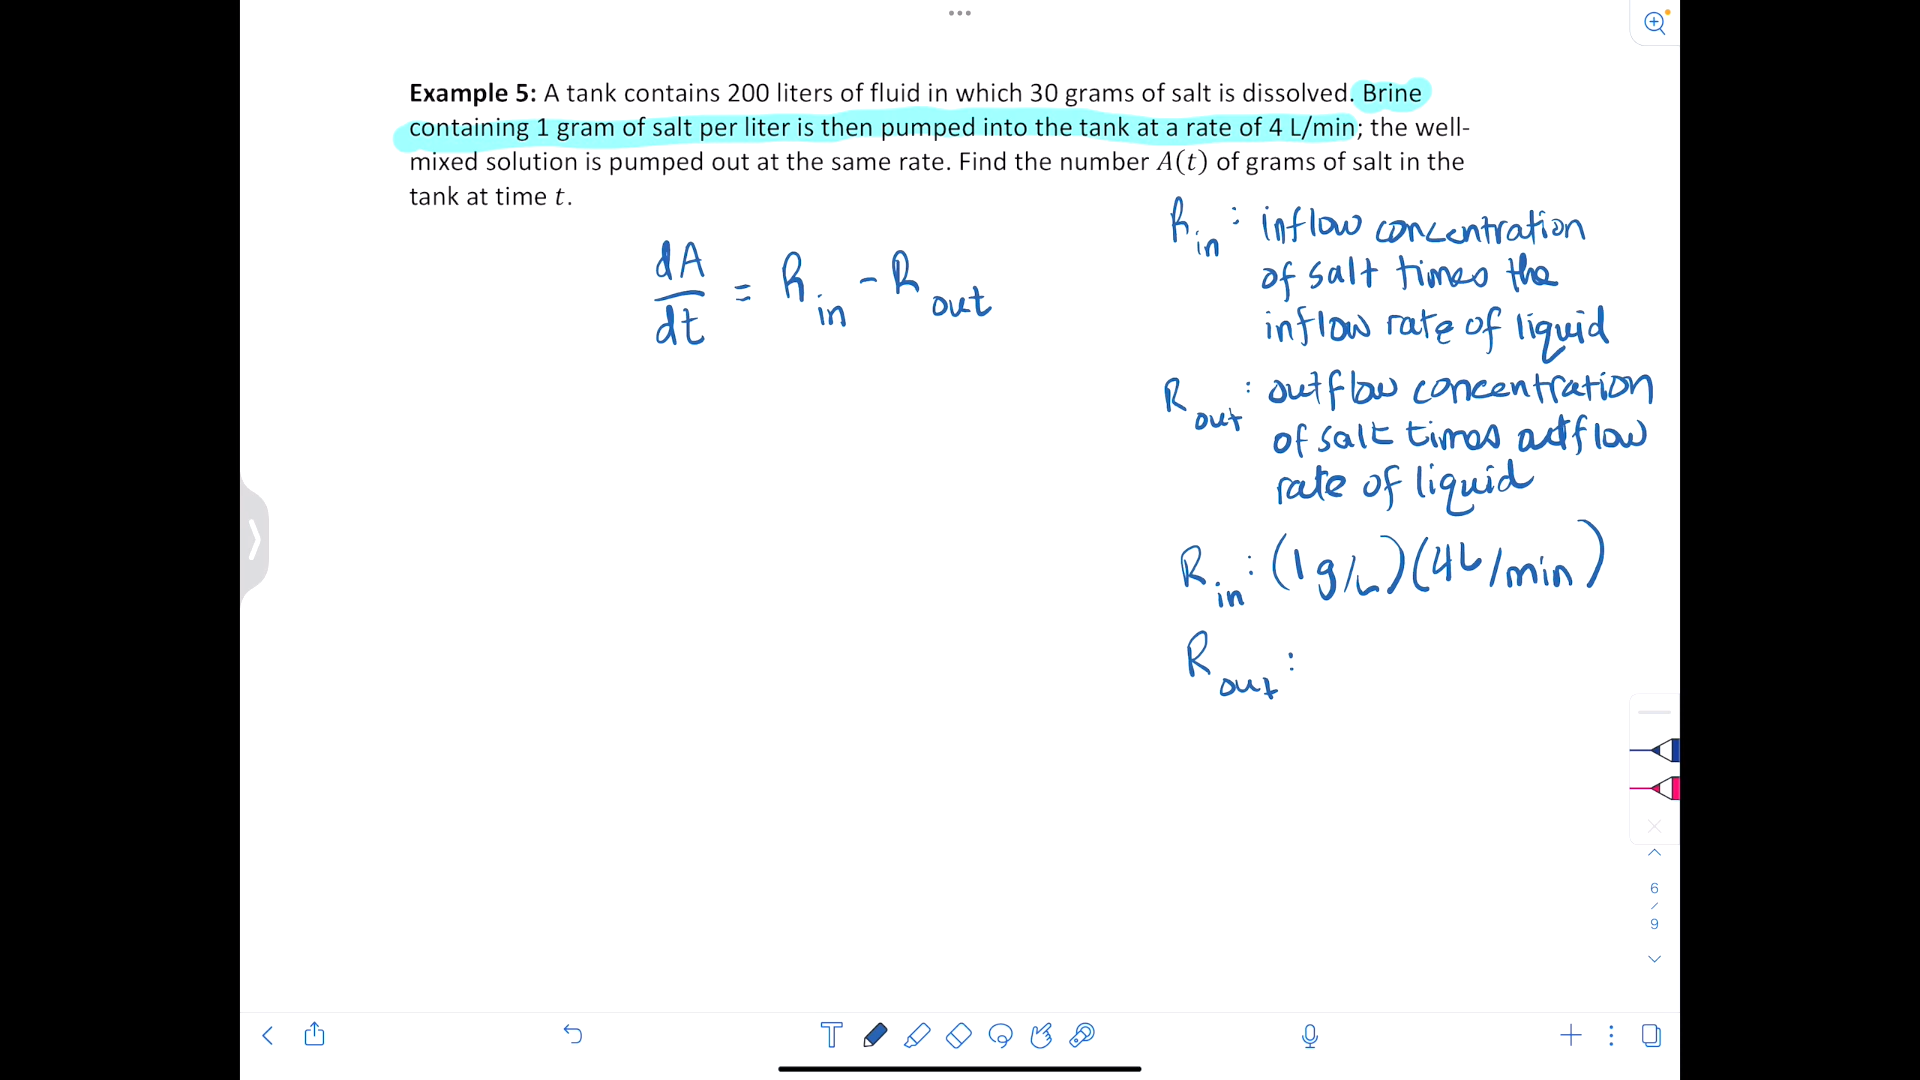 Example 5: A tank contains 200 liters of fluid in which 30 grams of salt is dissolved. Brine
containing 1 gram of salt per liter is then pumped into the tank at a rate of 4 L/min; the well-
mixed solution is pumped out at the same rate. Find the number A(t) of grams of salt in the
tank at time t.
dA/dt = R_in - R_out
R_in : inflow concentration
of salt times the
inflow rate of liquid
R_out : outflow concentration
of salt times outflow
rate of liquid
R_in : (1 g/L)(4L/min)
R_out :
6
/
9
T